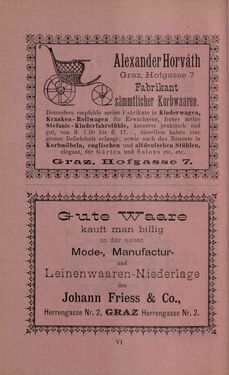 Alexander Horváth
Graz, Hofgasse 7
Fabrikant
sämmtlicher Korbwaaren.
Besonders empfehle meine Fabrikate in Kinderwagen,
Kranken-Rollwagen für Erwachsene, ferner meine
Stefanie-Kinderfahrstühle, äusserst praktisch und
gut, von fl. 7.50 bis fl. 17.-, dieselben haben eine
grosse Beliebtheit erlangt; sowie auch das Neueste in
Korbmöbeln, englischen und altdeutschen Stühlen,
elegant, für Gärten und Salons etc. etc.
Graz, Hofgasse 7.
Gute Waare
kauft man billig
in der neuen
Mode-, Manufactur-
und
Leinenwaaren-Niederlage
des
Johann Friess & Co.,
Herrengasse Nr. 2, GRAZ Herrengasse Nr. 2.
VI